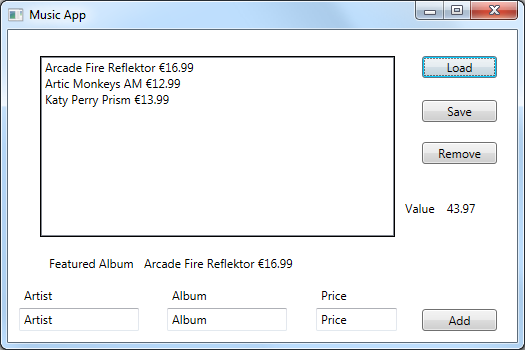 Music App
Arcade Fire Reflektor €16.99
Artic Monkeys AM €12.99
Katy Perry Prism €13.99
Load
Save
Remove
Value 43.97
Featured Album Arcade Fire Reflektor €16.99
Artist Album Price
Artist Album Price Add